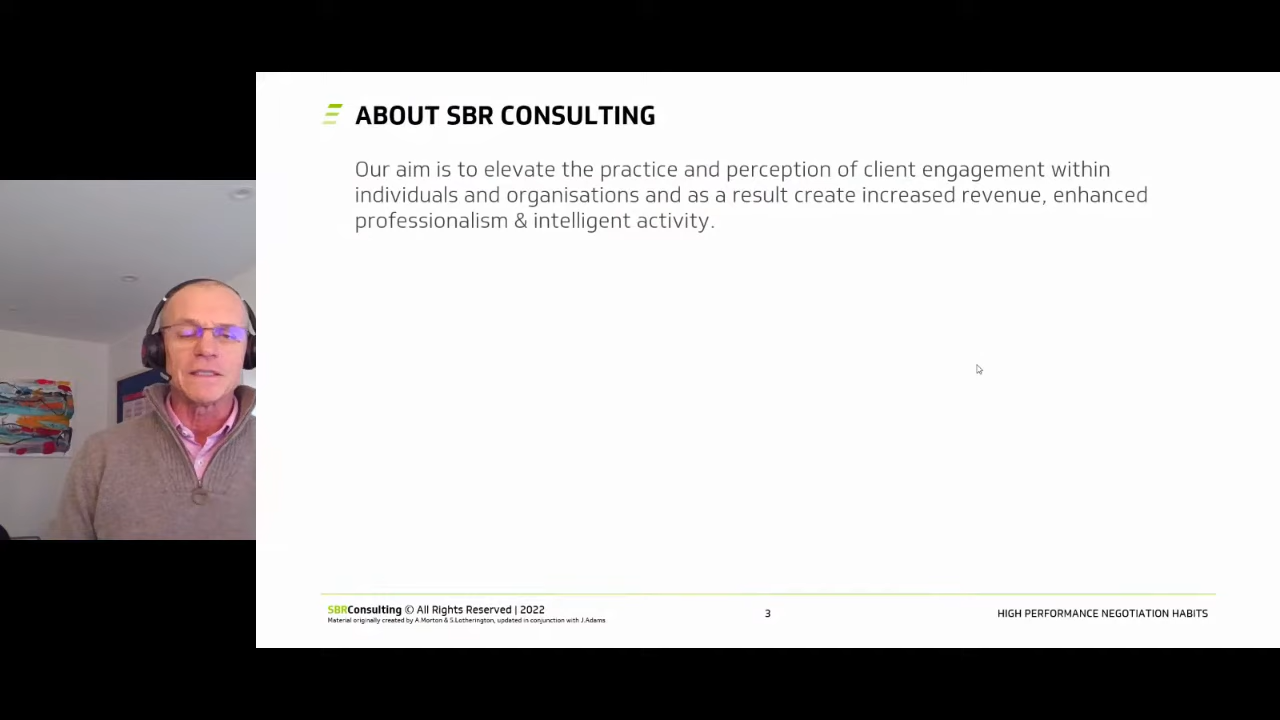 ABOUT SBR CONSULTING
Our aim is to elevate the practice and perception of client engagement within
individuals and organisations and as a result create increased revenue, enhanced
professionalism & intelligent activity.
SBRConsulting © All Rights Reserved | 2022
Material originally created by A.Morton & S.Lotherington, updated in conjunction with J.Adams
3
HIGH PERFORMANCE NEGOTIATION HABITS